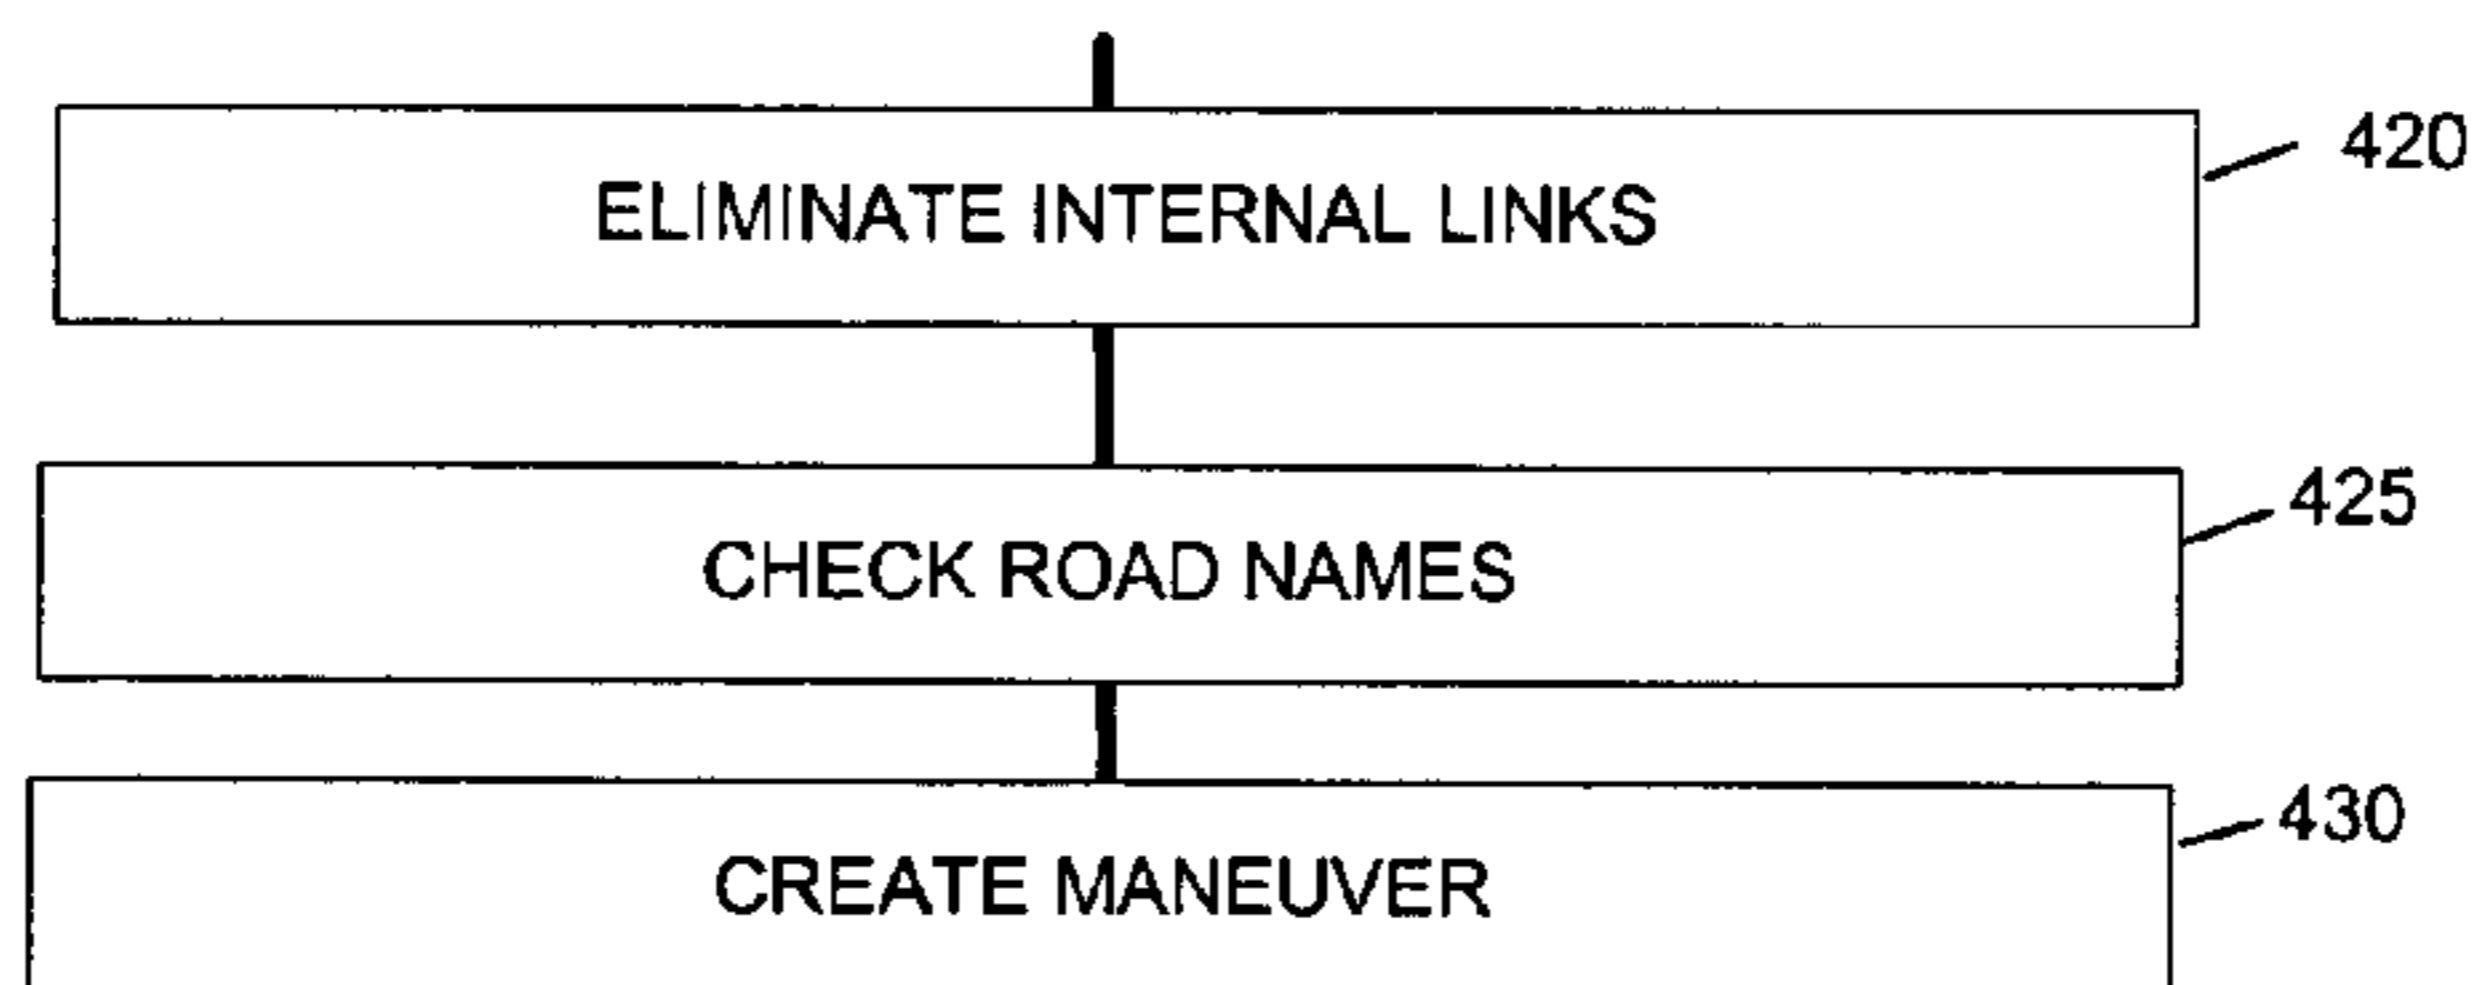 420
ELIMINATE INTERNAL LINKS
425
CHECK ROAD NAMES
430
CREATE MANEUVER